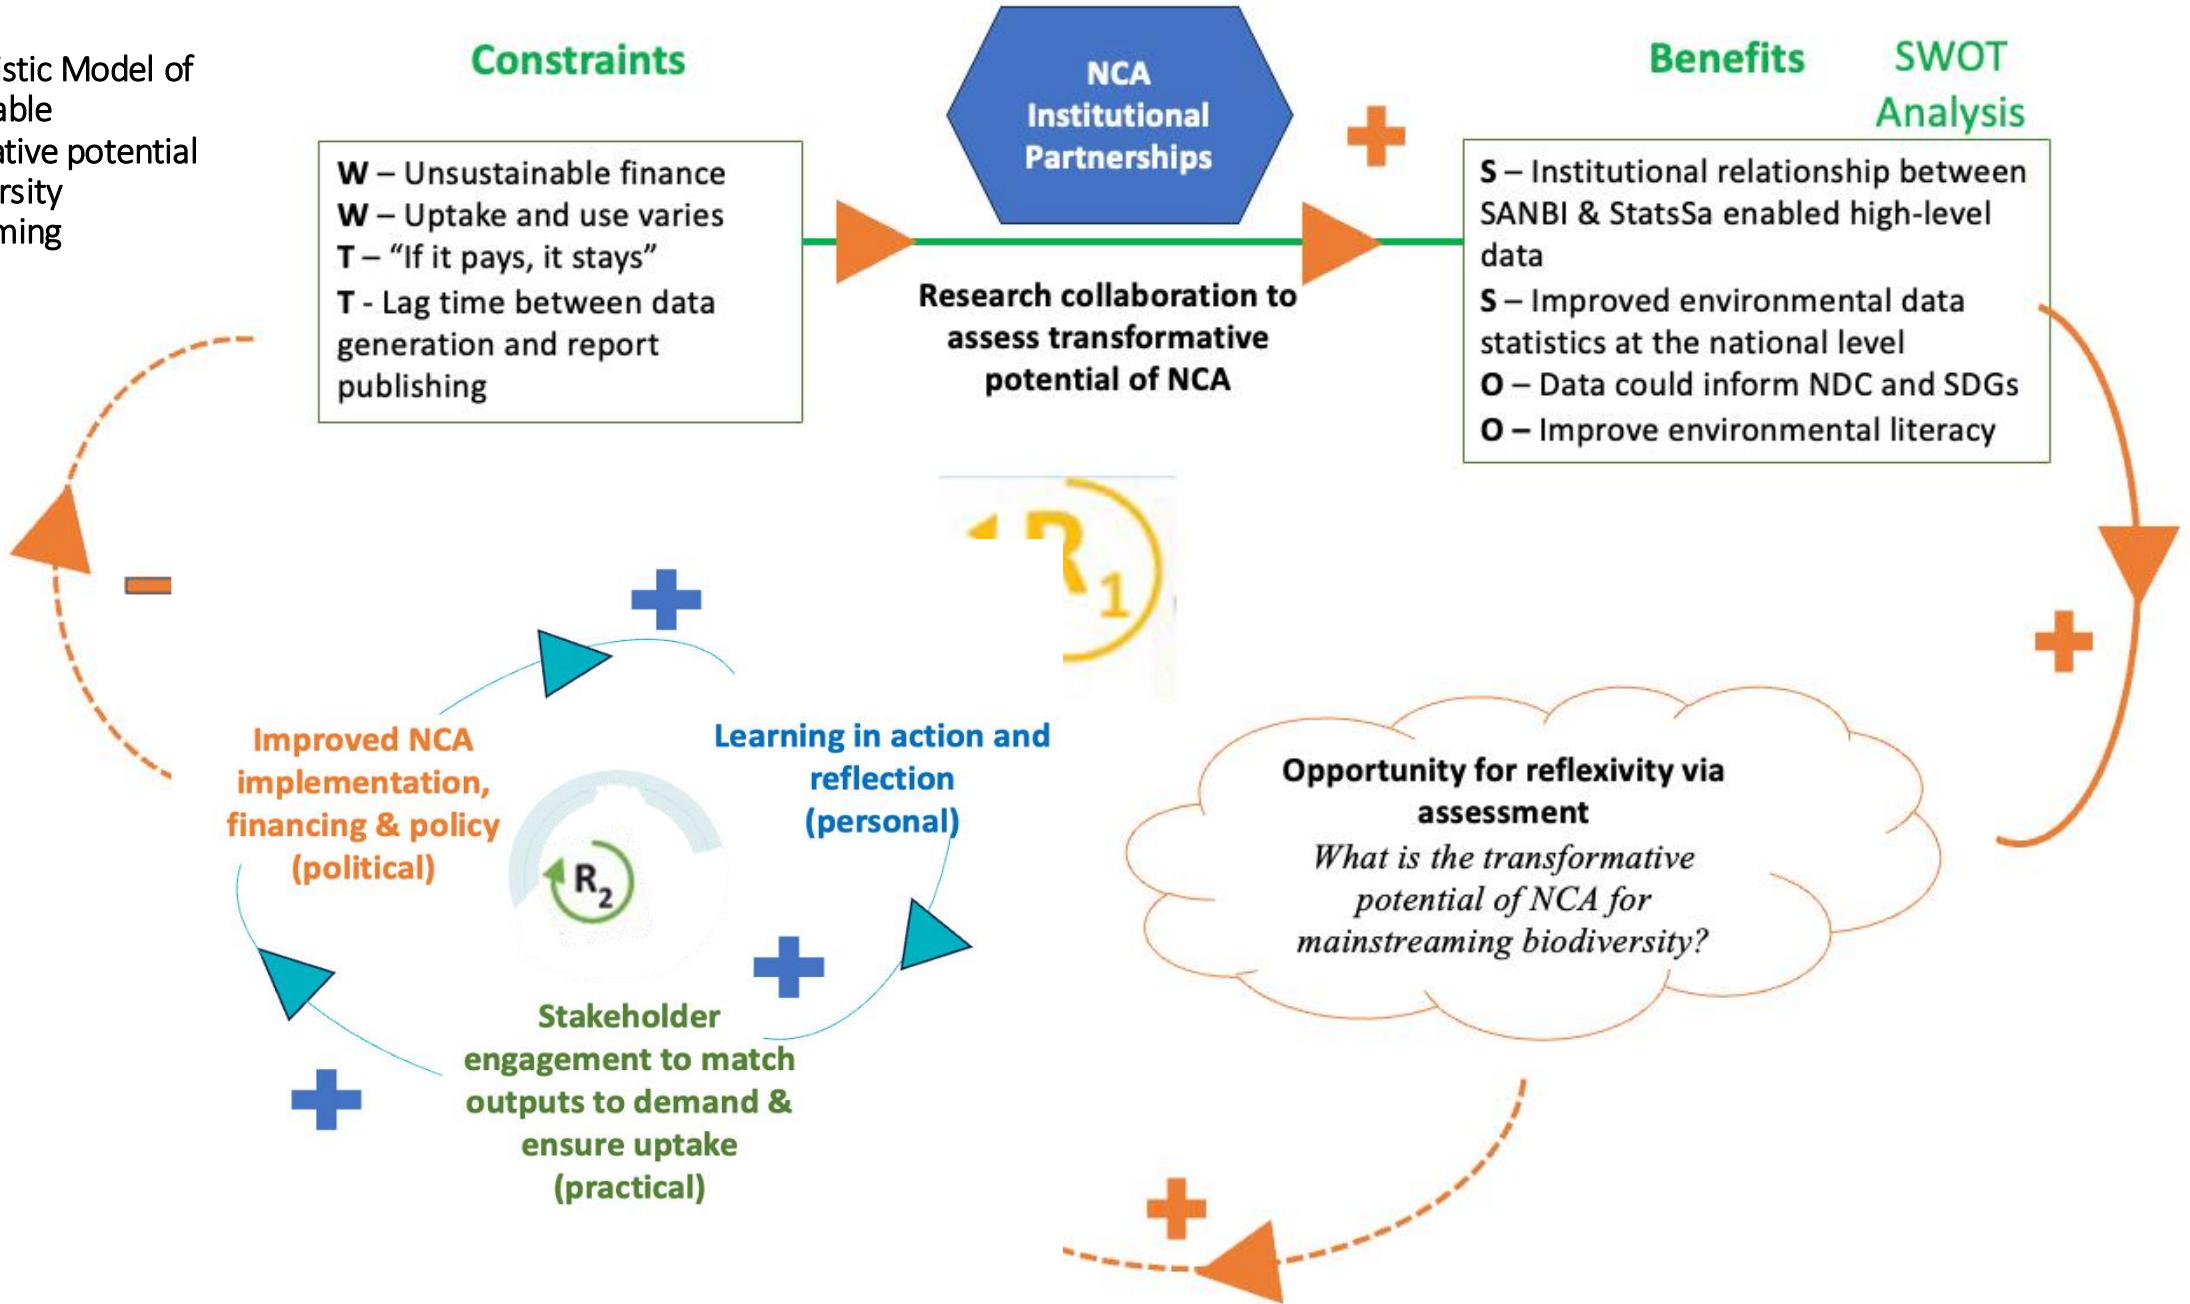 istic Model of
able
ative potential
rsity
ming
Constraints
W – Unsustainable finance
W – Uptake and use varies
T – “If it pays, it stays”
T - Lag time between data
generation and report
publishing
NCA
Institutional
Partnerships
Research collaboration to
assess transformative
potential of NCA
Benefits
SWOT
Analysis
S – Institutional relationship between
SANBI & StatsSa enabled high-level
data
S – Improved environmental data
statistics at the national level
O – Data could inform NDC and SDGs
O – Improve environmental literacy
R1
Improved NCA
implementation,
financing & policy
(political)
Learning in action and
reflection
(personal)
R2
Stakeholder
engagement to match
outputs to demand &
ensure uptake
(practical)
Opportunity for reflexivity via
assessment
What is the transformative
potential of NCA for
mainstreaming biodiversity?